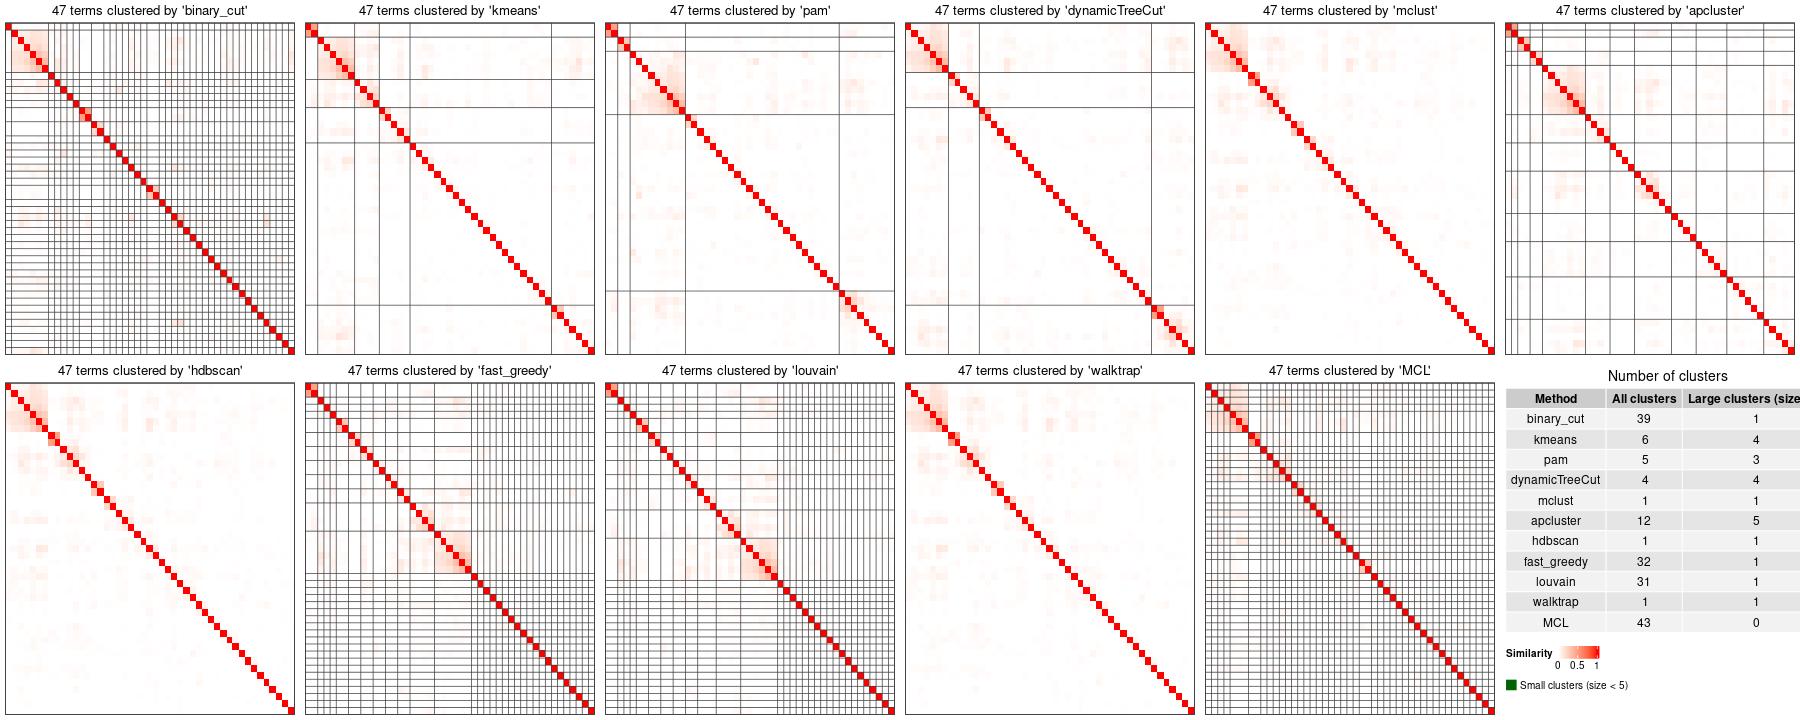 47 terms clustered by 'binary_cut'
47 terms clustered by 'kmeans'
47 terms clustered by 'pam'
47 terms clustered by 'dynamicTreeCut'
47 terms clustered by 'mclust'
47 terms clustered by 'apcluster'
47 terms clustered by 'hdbscan'
47 terms clustered by 'fast_greedy'
47 terms clustered by 'louvain'
47 terms clustered by 'walktrap'
47 terms clustered by 'MCL'
Number of clusters
Method All clusters Large clusters (size
binary_cut 39 1
kmeans 6 4
pam 5 3
dynamicTreeCut 4 4
mclust 1 1
apcluster 12 5
hdbscan 1 1
fast_greedy 32 1
louvain 31 1
walktrap 1 1
MCL 43 0
Similarity
0 0.5 1
Small clusters (size < 5)